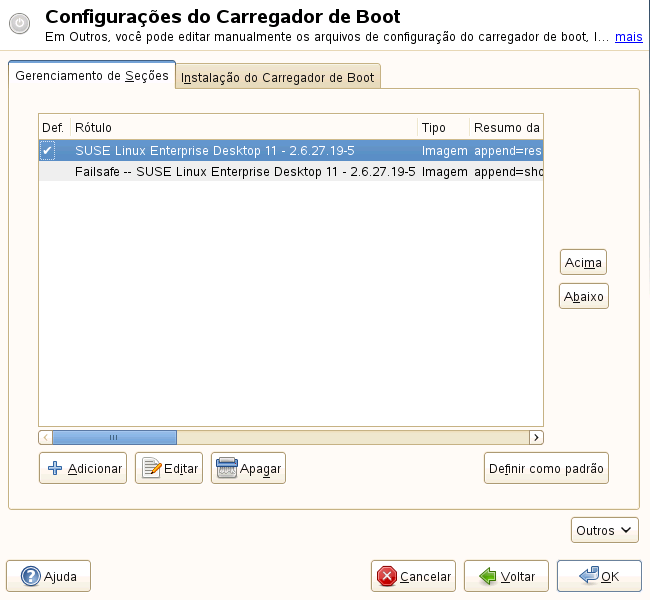 Configurações do Carregador de Boot
Em Outros, você pode editar manualmente os arquivos de configuração do carregador de boot, l... mais
Gerenciamento de Seções Instalação do Carregador de Boot
Def. Rótulo Tipo Resumo da
SUSE Linux Enterprise Desktop 11 - 2.6.27.19-5 Imagem append=res
Failsafe -- SUSE Linux Enterprise Desktop 11 - 2.6.27.19-5 Imagem append=sho
Acima
Abaixo
Adicionar Editar Apagar Definir como padrão
Outros
Ajuda Cancelar Voltar OK